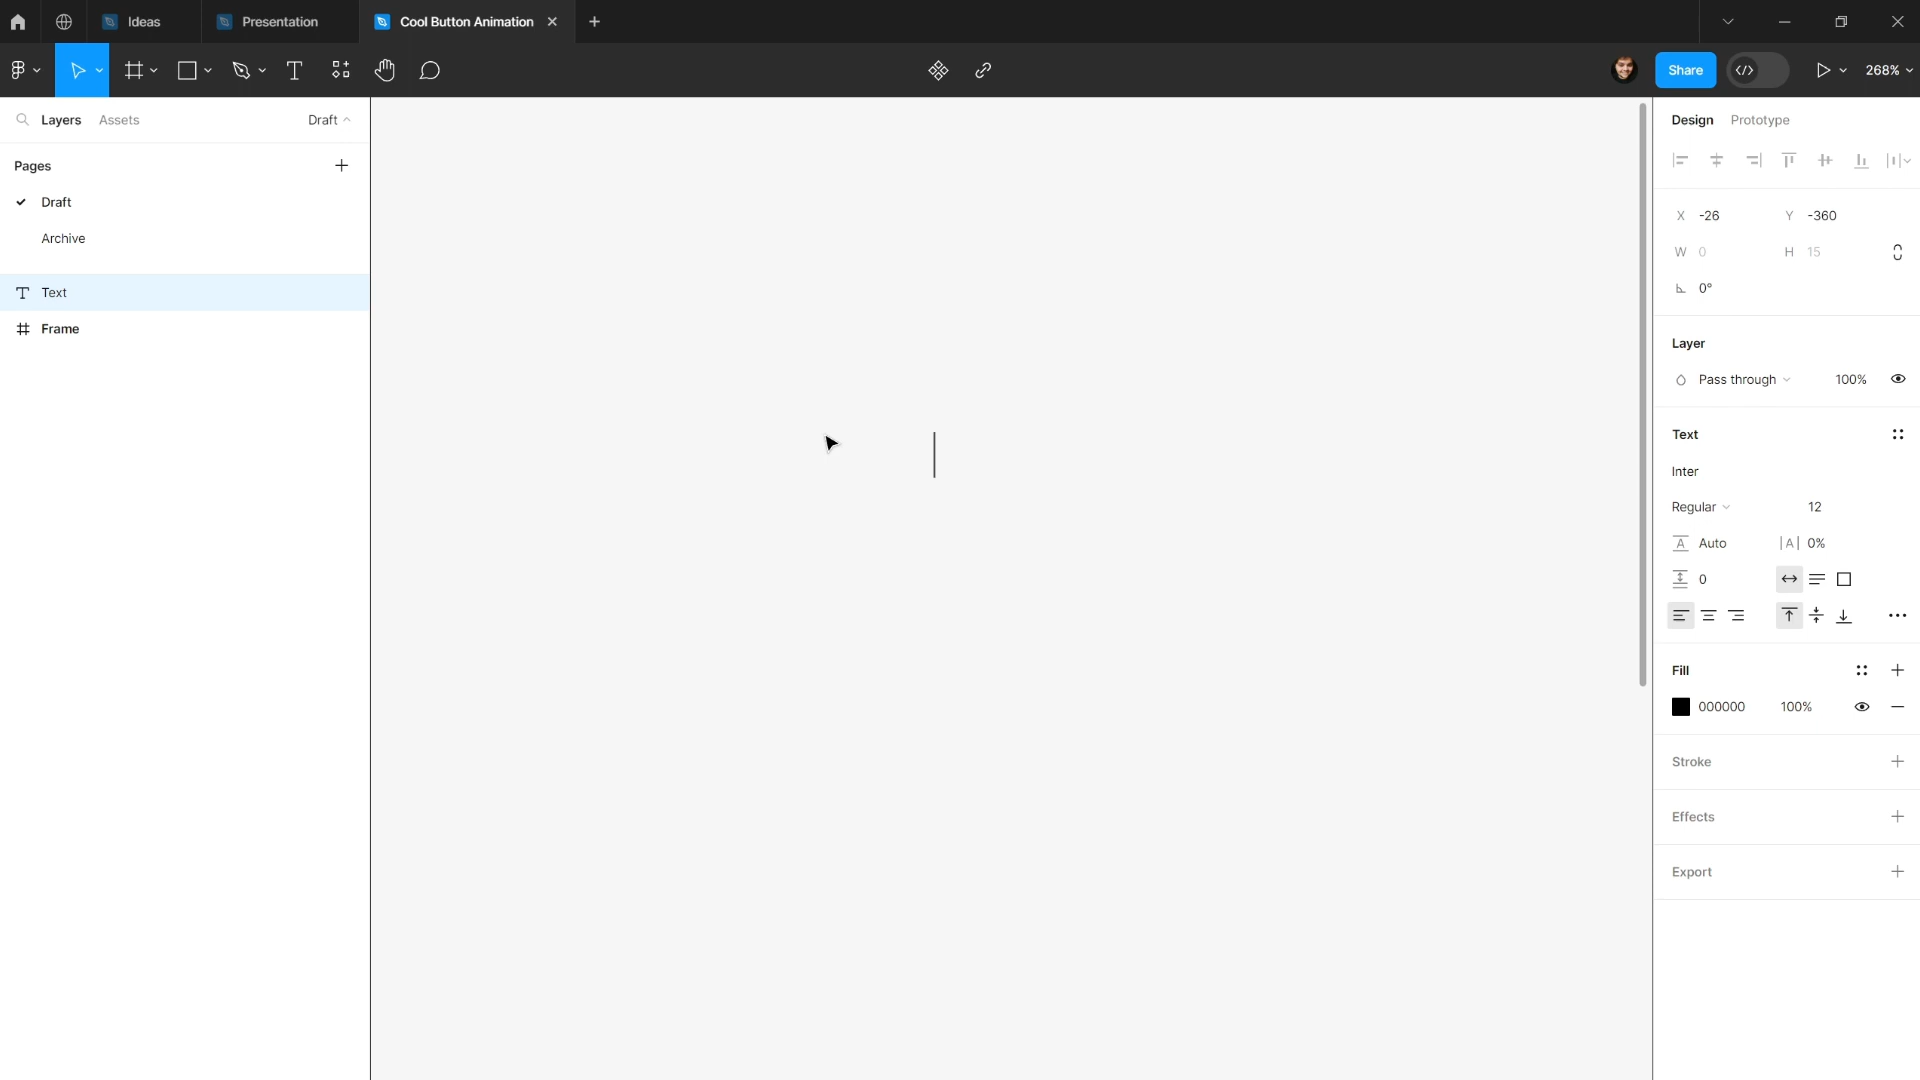 Ideas
Presentation
Cool Button Animation
Share
268%
Layers
Assets
Draft
Pages
Draft
Archive
Text
Frame
Design
Prototype
X -26
Y -360
W 0
H 15
0°
Layer
Pass through
100%
Text
Inter
Regular
12
A Auto
|A| 0%
0
Fill
000000
100%
Stroke
Effects
Export